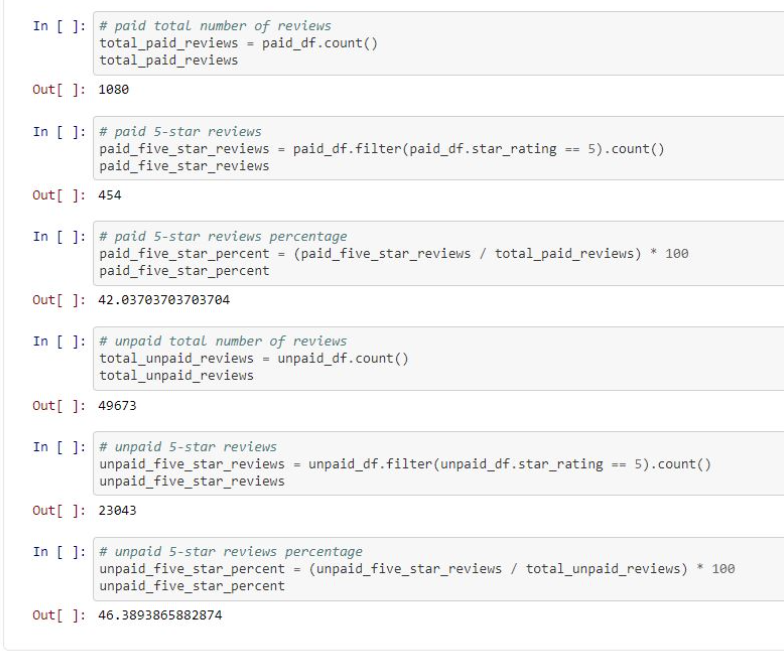 In [ ]: # paid total number of reviews
total_paid_reviews = paid_df.count()
total_paid_reviews
Out[ ]: 1080
In [ ]: # paid 5-star reviews
paid_five_star_reviews = paid_df.filter(paid_df.star_rating == 5).count()
paid_five_star_reviews
Out[ ]: 454
In [ ]: # paid 5-star reviews percentage
paid_five_star_percent = (paid_five_star_reviews / total_paid_reviews) * 100
paid_five_star_percent
Out[ ]: 42.03703703703704
In [ ]: # unpaid total number of reviews
total_unpaid_reviews = unpaid_df.count()
total_unpaid_reviews
Out[ ]: 49673
In [ ]: # unpaid 5-star reviews
unpaid_five_star_reviews = unpaid_df.filter(unpaid_df.star_rating == 5).count()
unpaid_five_star_reviews
Out[ ]: 23043
In [ ]: # unpaid 5-star reviews percentage
unpaid_five_star_percent = (unpaid_five_star_reviews / total_unpaid_reviews) * 100
unpaid_five_star_percent
Out[ ]: 46.3893865882874